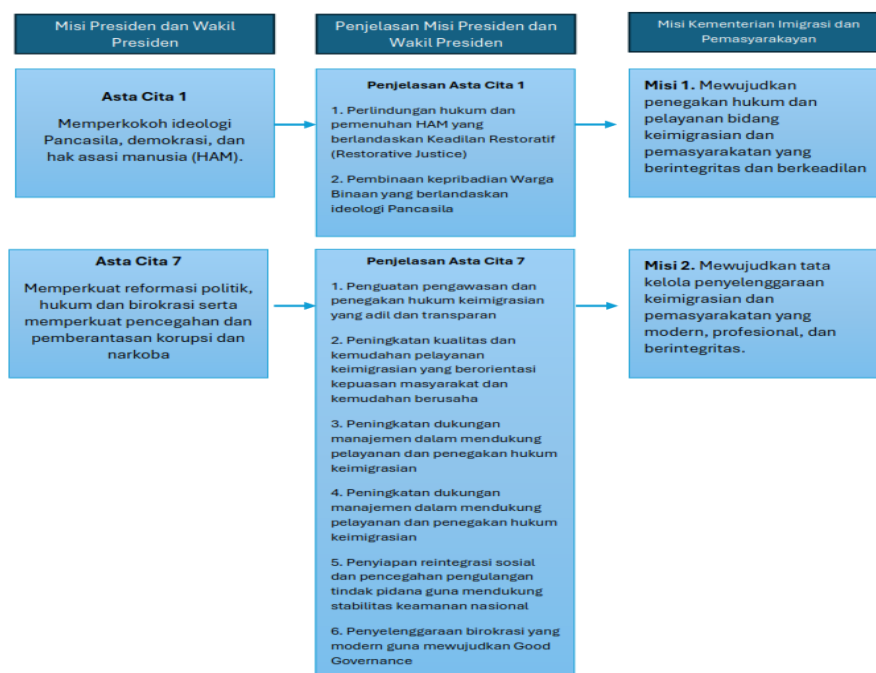 Misi Presiden dan Wakil
Presiden
Penjelasan Misi Presiden dan
Wakil Presiden
Misi Kementerian Imigrasi dan
Pemasyarakayan
Asta Cita 1
Memperkokoh ideologi
Pancasila, demokrasi, dan
hak asasi manusia (HAM).
Penjelasan Asta Cita 1
1. Perlindungan hukum dan
pemenuhan HAM yang
berlandaskan Keadilan Restoratif
(Restorative Justice)
2. Pembinaan kepribadian Warga
Binaan yang berlandaskan
ideologi Pancasila
Misi 1. Mewujudkan
penegakan hukum dan
pelayanan bidang
keimigrasian dan
pemasyarakatan yang
berintegritas dan berkeadilan
Asta Cita 7
Memperkuat reformasi politik,
hukum dan birokrasi serta
memperkuat pencegahan dan
pemberantasan korupsi dan
narkoba
Penjelasan Asta Cita 7
1. Penguatan pengawasan dan
penegakan hukum keimigrasian
yang adil dan transparan
2. Peningkatan kualitas dan
kemudahan pelayanan
keimigrasian yang berorientasi
kepuasan masyarakat dan
kemudahan berusaha
3. Peningkatan dukungan
manajemen dalam mendukung
pelayanan dan penegakan hukum
keimigrasian
4. Peningkatan dukungan
manajemen dalam mendukung
pelayanan dan penegakan hukum
keimigrasian
5. Penyiapan reintegrasi sosial
dan pencegahan pengulangan
tindak pidana guna mendukung
stabilitas keamanan nasional
6. Penyelenggaraan birokrasi yang
modern guna mewujudkan Good
Governance
Misi 2. Mewujudkan tata
kelola penyelenggaraan
keimigrasian dan
pemasyarakatan yang
modern, profesional, dan
berintegritas.